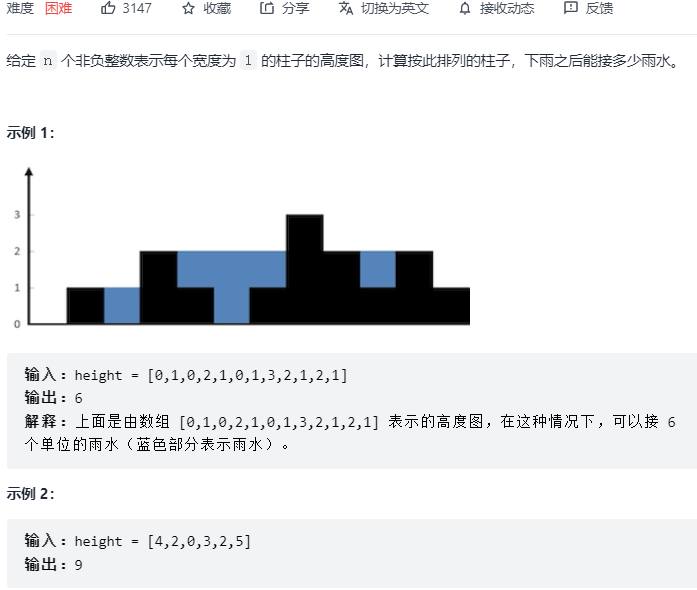 难度 困难 3147 收藏 分享 切换为英文 接收动态 反馈
给定 n 个非负整数表示每个宽度为 1 的柱子的高度图，计算按此排列的柱子，下雨之后能接多少雨水。
示例 1：
3
2
1
0
输入：height = [0,1,0,2,1,0,1,3,2,1,2,1]
输出：6
解释：上面是由数组 [0,1,0,2,1,0,1,3,2,1,2,1] 表示的高度图，在这种情况下，可以接 6
个单位的雨水（蓝色部分表示雨水）。
示例 2：
输入：height = [4,2,0,3,2,5]
输出：9